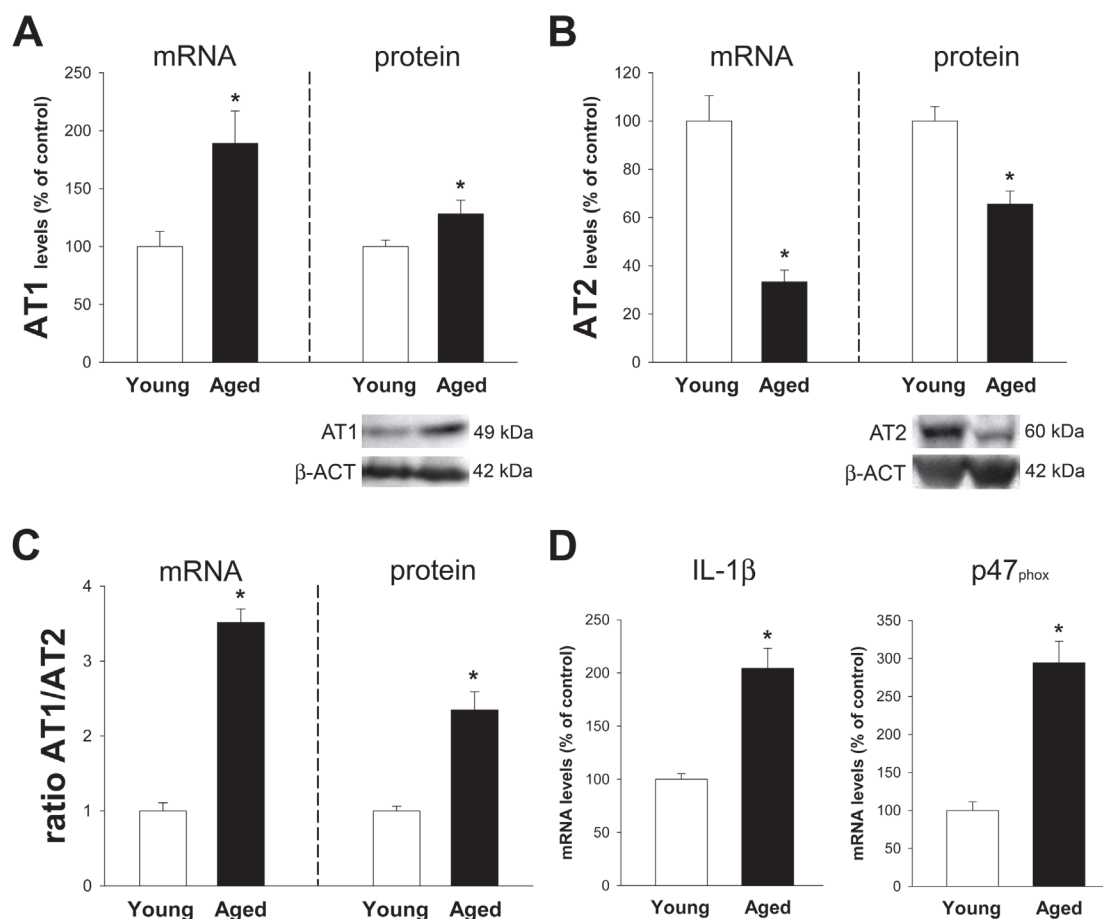 A
mRNA
protein
AT1 levels (% of control)
250
200
150
100
50
0
*
*
Young Aged Young Aged
AT1 49 kDa
β-ACT 42 kDa
B
mRNA
protein
AT2 levels (% of control)
120
100
80
60
40
20
0
*
*
Young Aged Young Aged
AT2 60 kDa
β-ACT 42 kDa
C
mRNA
protein
ratio AT1/AT2
4
3
2
1
0
*
*
Young Aged Young Aged
D
IL-1β
mRNA levels (% of control)
250
200
150
100
50
0
*
Young Aged
p47phox
mRNA levels (% of control)
350
300
250
200
150
100
50
0
*
Young Aged